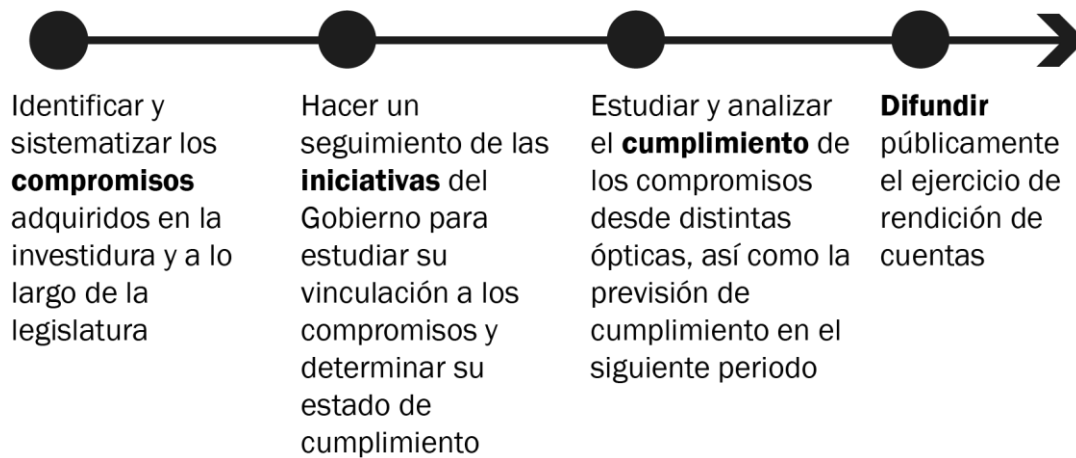 Identificar y
sistematizar los
compromisos
adquiridos en la
investidura y a lo
largo de la
legislatura
Hacer un
seguimiento de las
iniciativas del
Gobierno para
estudiar su
vinculación a los
compromisos y
determinar su
estado de
cumplimiento
Estudiar y analizar
el cumplimiento de
los compromisos
desde distintas
ópticas, así como la
previsión de
cumplimiento en el
siguiente periodo
Difundir
públicamente
el ejercicio de
rendición de
cuentas